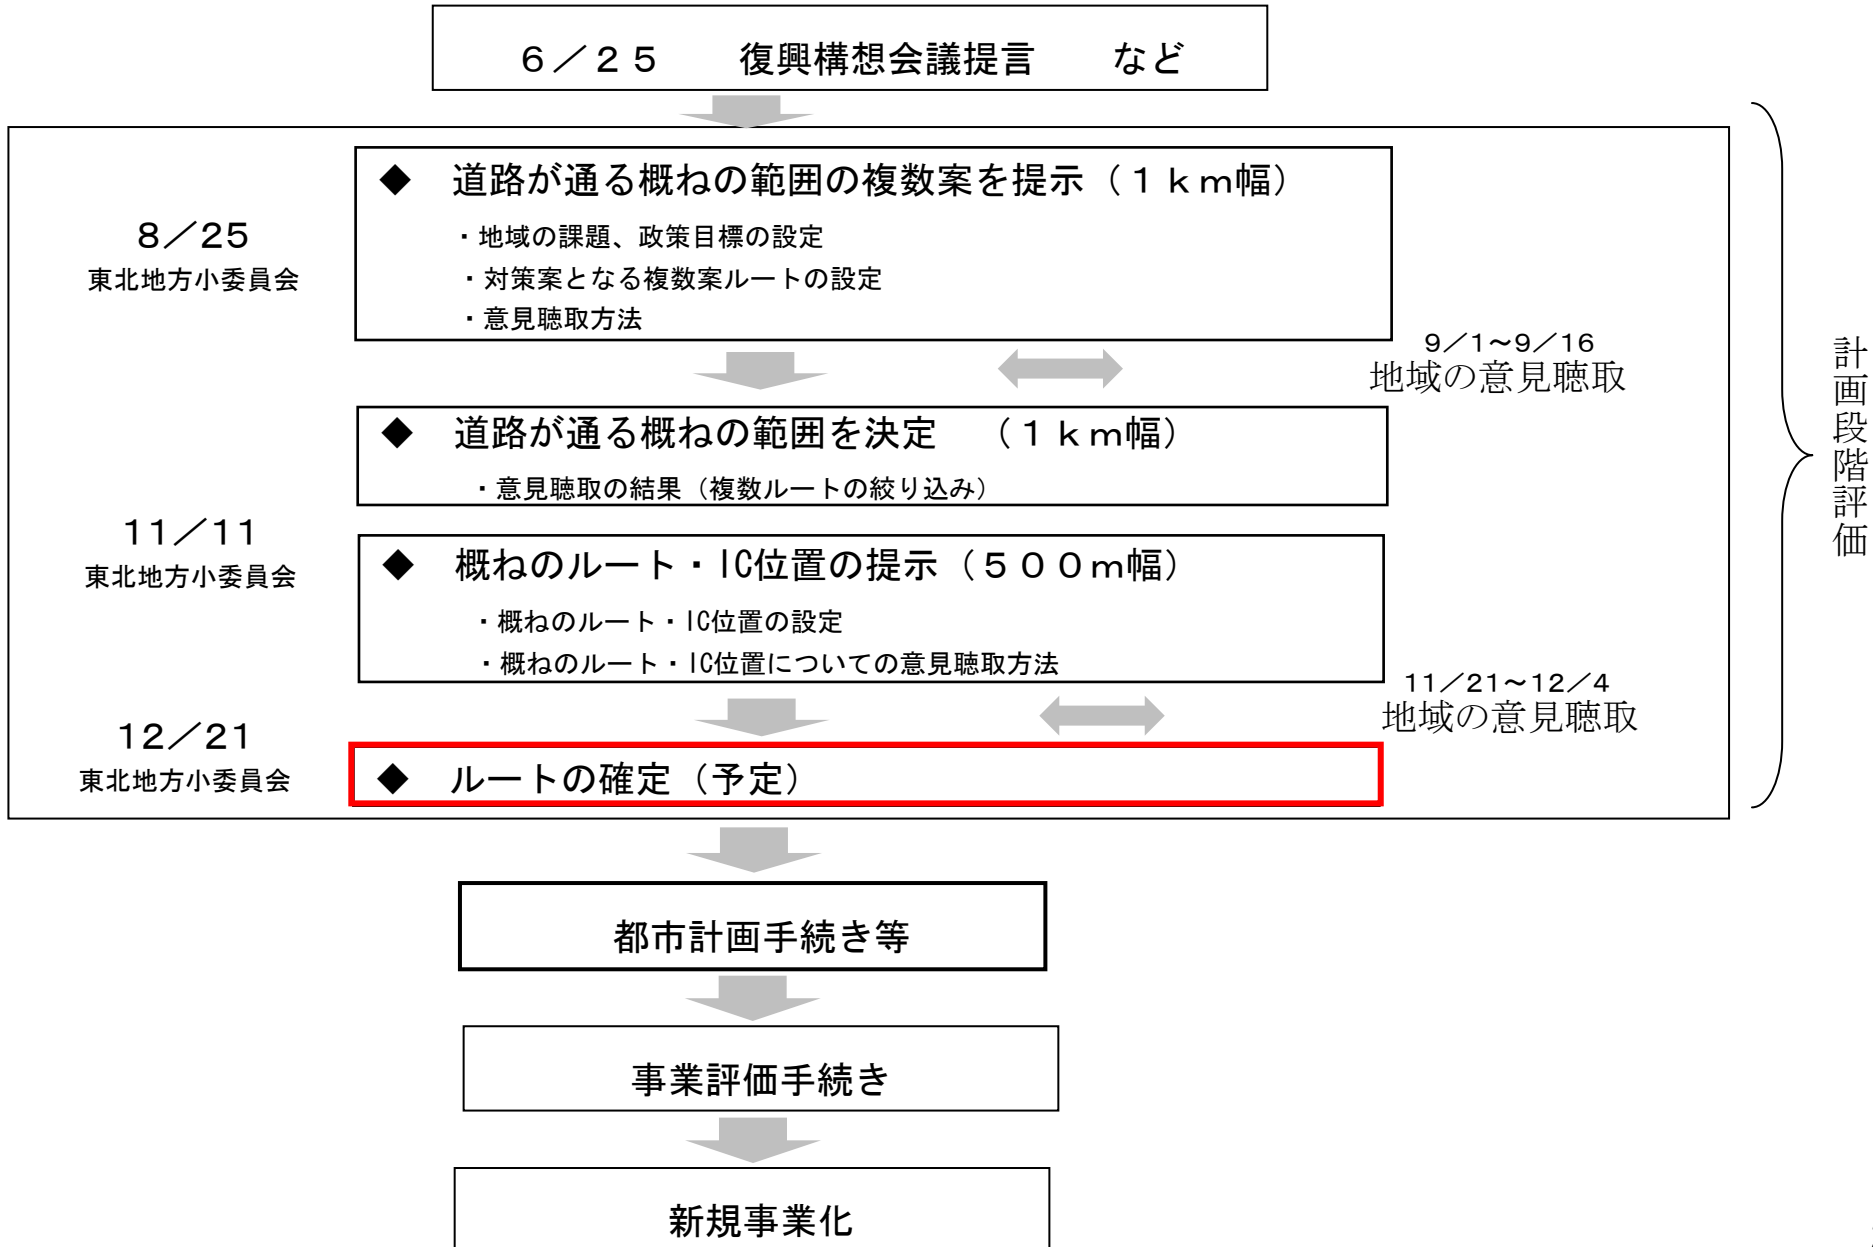 ６／２５　　復興構想会議提言　　など
◆　道路が通る概ねの範囲の複数案を提示（１ｋｍ幅）
・地域の課題、政策目標の設定
・対策案となる複数案ルートの設定
・意見聴取方法
８／２５
東北地方小委員会
９／１～９／１６
地域の意見聴取
◆　道路が通る概ねの範囲を決定　（１ｋｍ幅）
・意見聴取の結果（複数ルートの絞り込み）
１１／１１
東北地方小委員会
◆　概ねのルート・IC位置の提示（５００ｍ幅）
・概ねのルート・IC位置の設定
・概ねのルート・IC位置についての意見聴取方法
１１／２１～１２／４
地域の意見聴取
１２／２１
東北地方小委員会
◆　ルートの確定（予定）
計画段階評価
都市計画手続き等
事業評価手続き
新規事業化